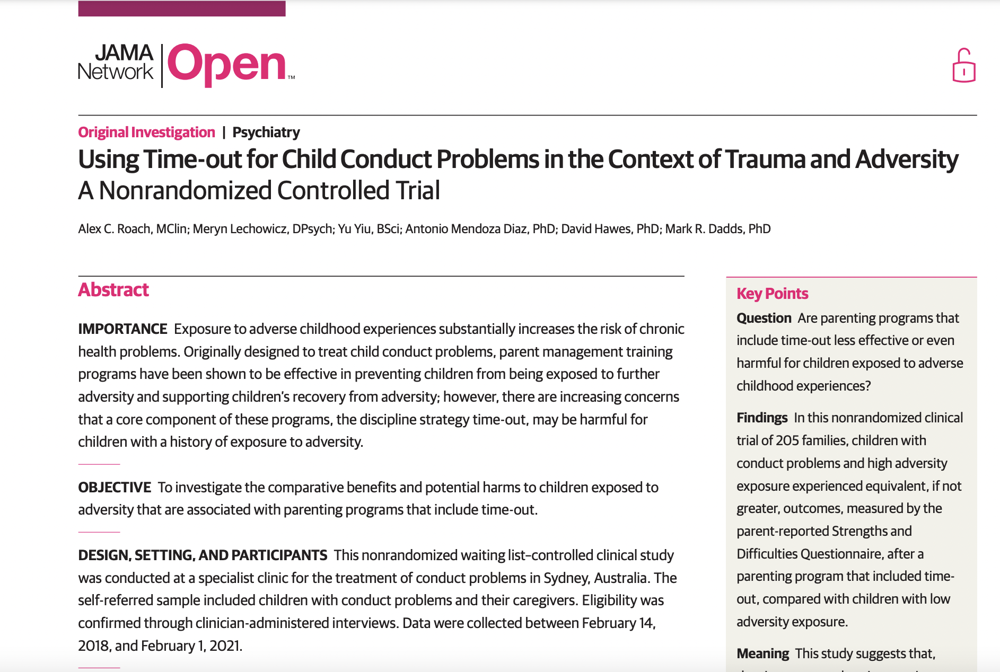 JAMA
Network
Open™
Original Investigation | Psychiatry
Using Time-out for Child Conduct Problems in the Context of Trauma and Adversity
A Nonrandomized Controlled Trial
Alex C. Roach, MClin; Meryn Lechowicz, DPsych; Yu Yiu, BSci; Antonio Mendoza Diaz, PhD; David Hawes, PhD; Mark R. Dadds, PhD
Abstract
IMPORTANCE Exposure to adverse childhood experiences substantially increases the risk of chronic
health problems. Originally designed to treat child conduct problems, parent management training
programs have been shown to be effective in preventing children from being exposed to further
adversity and supporting children's recovery from adversity; however, there are increasing concerns
that a core component of these programs, the discipline strategy time-out, may be harmful for
children with a history of exposure to adversity.
OBJECTIVE To investigate the comparative benefits and potential harms to children exposed to
adversity that are associated with parenting programs that include time-out.
DESIGN, SETTING, AND PARTICIPANTS This nonrandomized waiting list–controlled clinical study
was conducted at a specialist clinic for the treatment of conduct problems in Sydney, Australia. The
self-referred sample included children with conduct problems and their caregivers. Eligibility was
confirmed through clinician-administered interviews. Data were collected between February 14,
2018, and February 1, 2021.
Key Points
Question Are parenting programs that
include time-out less effective or even
harmful for children exposed to adverse
childhood experiences?
Findings In this nonrandomized clinical
trial of 205 families, children with
conduct problems and high adversity
exposure experienced equivalent, if not
greater, outcomes, measured by the
parent-reported Strengths and
Difficulties Questionnaire, after a
parenting program that included time-
out, compared with children with low
adversity exposure.
Meaning This study suggests that,